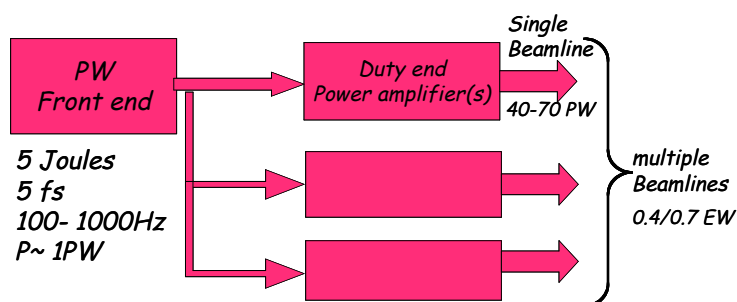 PW
Front end
5 Joules
5 fs
100- 1000Hz
P~ 1PW
Duty end
Power amplifier(s)
Single
Beamline
40-70 PW
multiple
Beamlines
0.4/0.7 EW